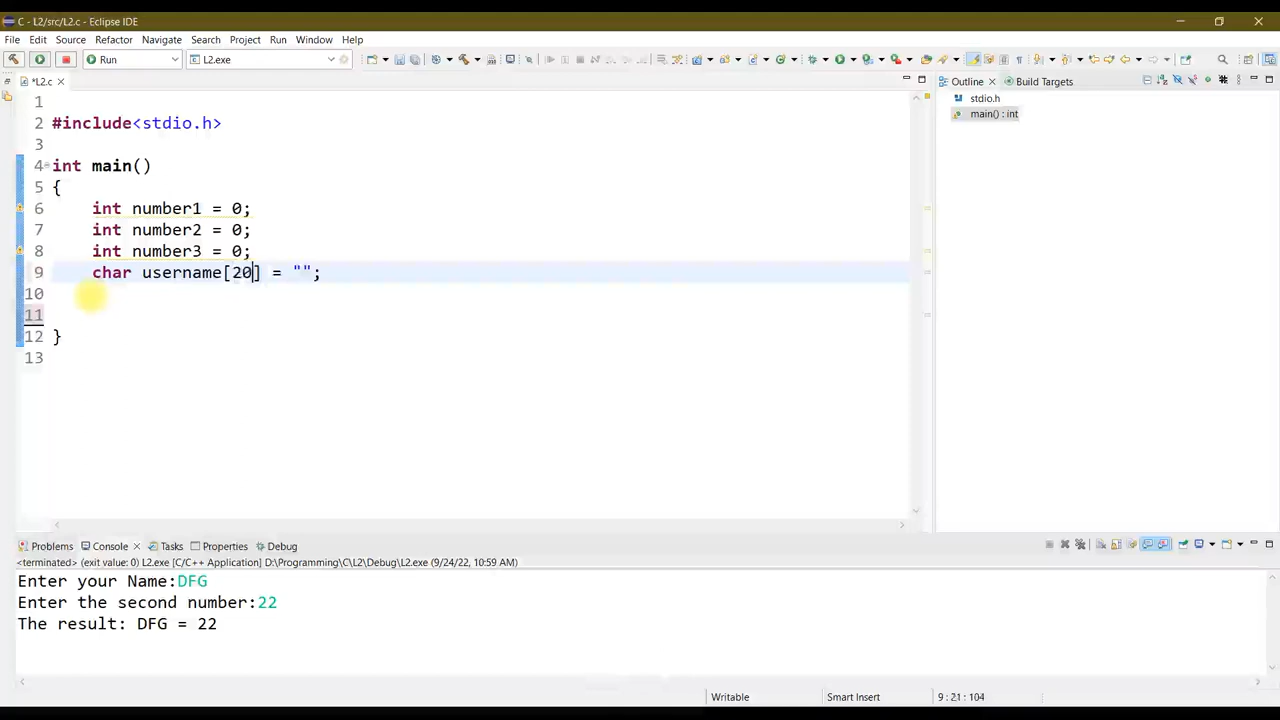 C - L2/src/L2.c - Eclipse IDE
File Edit Source Refactor Navigate Search Project Run Window Help
Run L2.exe
*L2.c
Outline Build Targets
stdio.h
main() : int
1
2 #include<stdio.h>
3
4 int main()
5 {
6 int number1 = 0;
7 int number2 = 0;
8 int number3 = 0;
9 char username[20] = "";
10
11
12 }
13
Problems Console Tasks Properties Debug
<terminated> (exit value: 0) L2.exe [C/C++ Application] D:\Programming\C\L2\Debug\L2.exe (9/24/22, 10:59 AM)
Enter your Name:DFG
Enter the second number:22
The result: DFG = 22
Writable Smart Insert 9 : 21 : 104